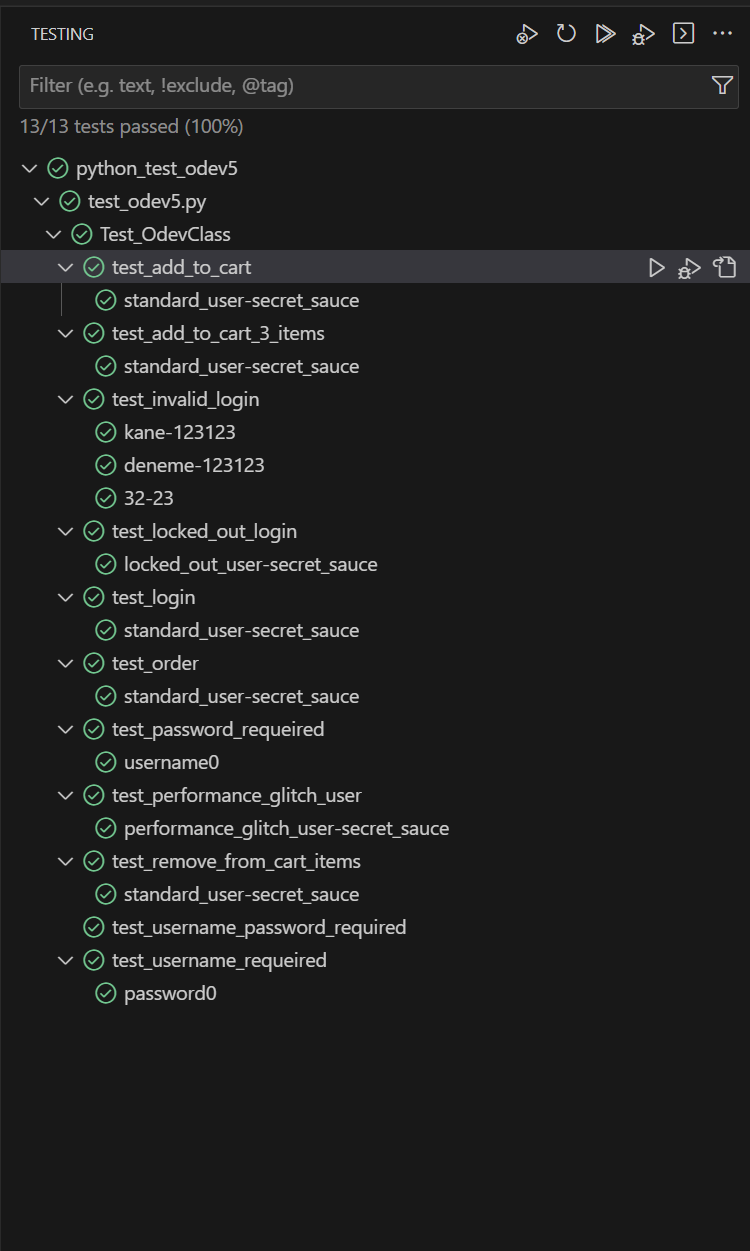 TESTING
Filter (e.g. text, !exclude, @tag)
13/13 tests passed (100%)
python_test_odev5
test_odev5.py
Test_OdevClass
test_add_to_cart
standard_user-secret_sauce
test_add_to_cart_3_items
standard_user-secret_sauce
test_invalid_login
kane-123123
deneme-123123
32-23
test_locked_out_login
locked_out_user-secret_sauce
test_login
standard_user-secret_sauce
test_order
standard_user-secret_sauce
test_password_requeired
username0
test_performance_glitch_user
performance_glitch_user-secret_sauce
test_remove_from_cart_items
standard_user-secret_sauce
test_username_password_required
test_username_requeired
password0